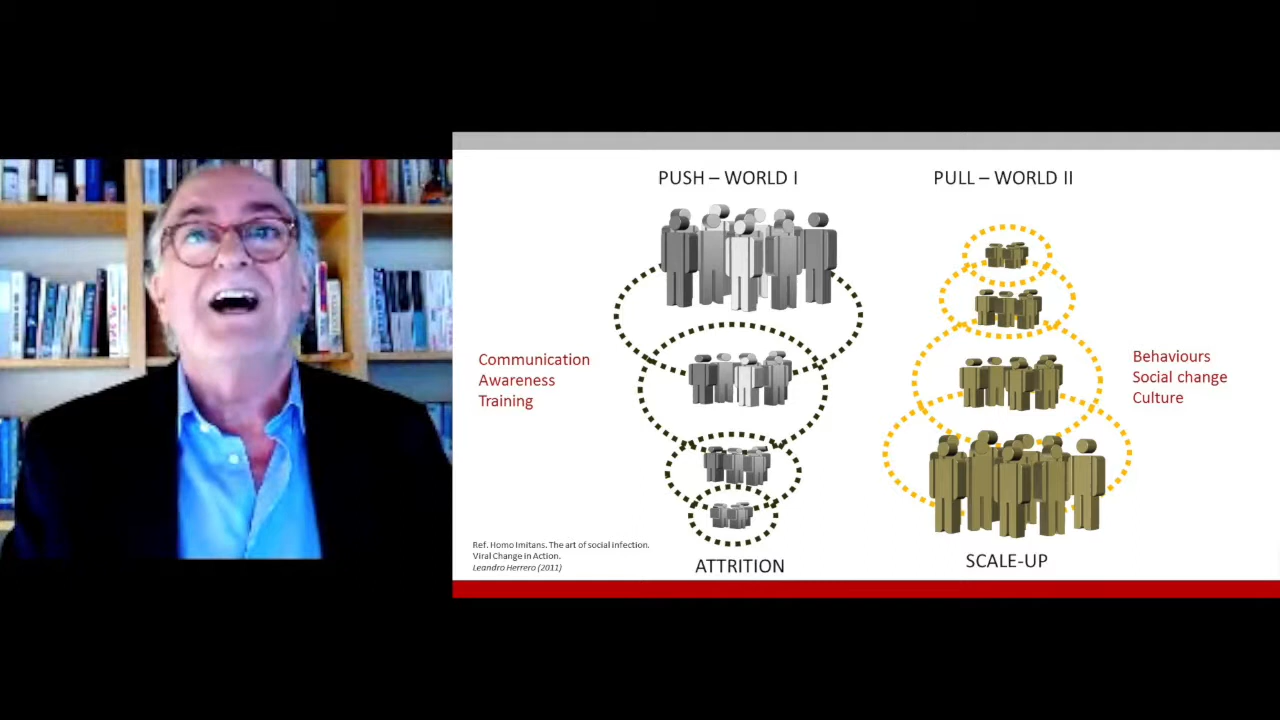 PUSH – WORLD I
PULL – WORLD II
Communication
Awareness
Training
Behaviours
Social change
Culture
Ref. Homo Imitans. The art of social infection.
Viral Change in Action.
Leandro Herrero (2011)
ATTRITION
SCALE-UP